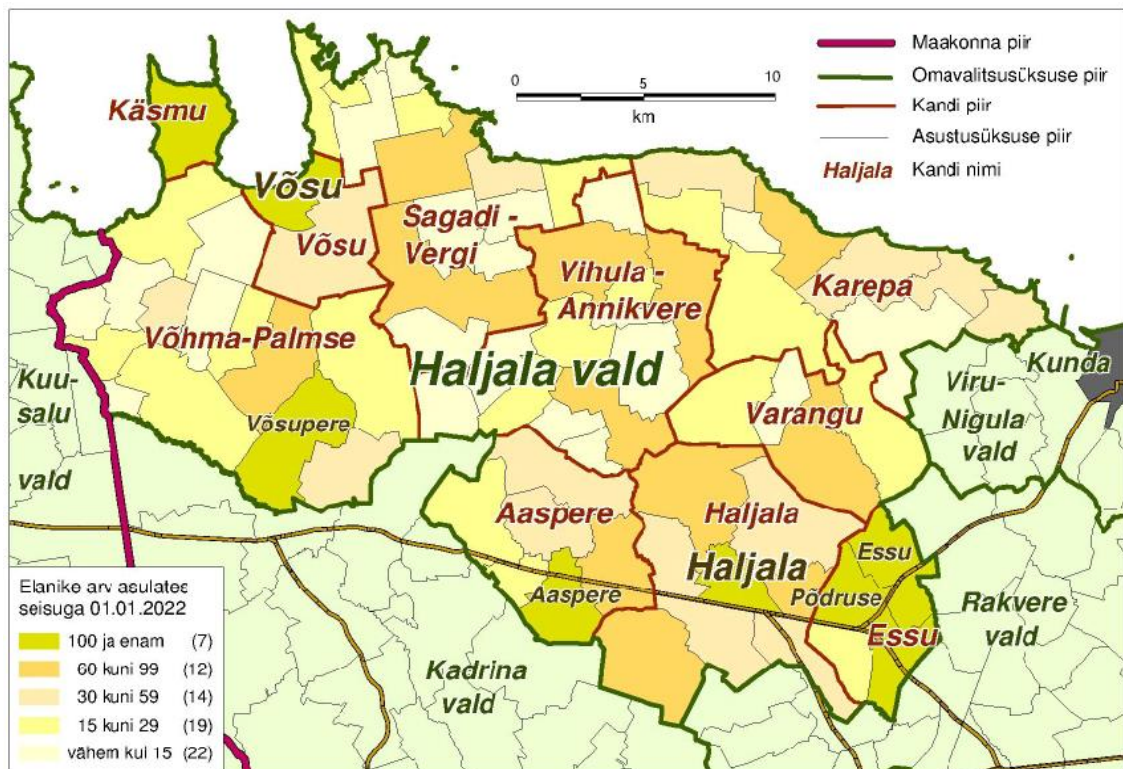 Maakonna piir
Omavalitsusüksuse piir
Kandi piir
Asustusüksuse piir
Haljala Kandi nimi
0 5 10
km
Käsmu
Võsu
Võsu
Sagadi -
Vergi
Vihula -
Annikvere
Karepa
Võhma-Palmse
Haljala vald
Kunda
Kuu-
salu
vald
Viru-
Nigula
vald
Varangu
Võsupere
Aaspere
Haljala
Haljala
Essu
Aaspere
Põdruse
Essu
Rakvere
vald
Kadrina
vald
Elanike arv asulates
seisuga 01.01.2022
100 ja enam (7)
60 kuni 99 (12)
30 kuni 59 (14)
15 kuni 29 (19)
vähem kui 15 (22)